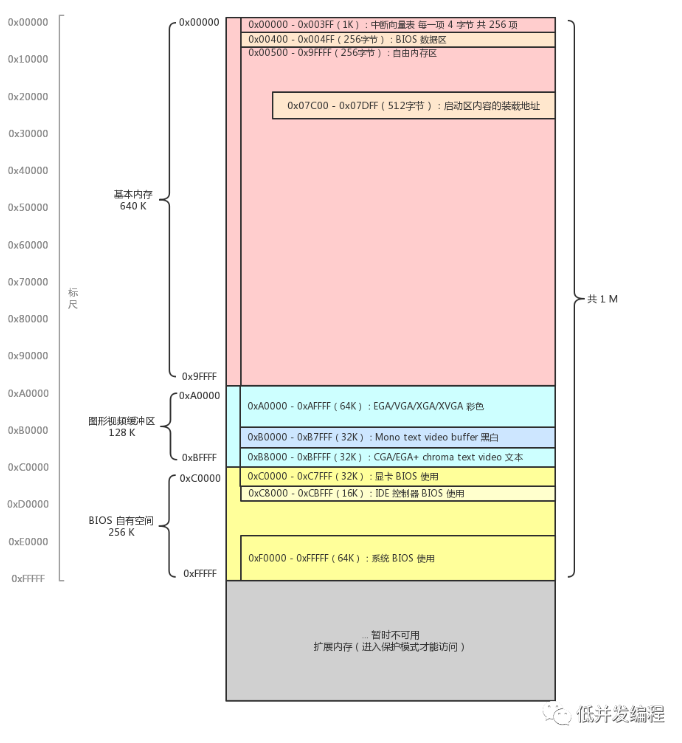 0x00000
0x10000
0x20000
0x30000
0x40000
0x50000
0x60000
0x70000
0x80000
0x90000
0xA0000
0xB0000
0xC0000
0xD0000
0xE0000
0xFFFFF
标
尺
0x00000
基本内存
640 K
0x9FFFF
0xA0000
图形视频缓冲区
128 K
0xBFFFF
0xC0000
BIOS 自有空间
256 K
0xFFFFF
0x00000 - 0x003FF（1K）：中断向量表 每一项 4 字节 共 256 项
0x00400 - 0x004FF（256字节）：BIOS 数据区
0x00500 - 0x9FFFF（256字节）：自由内存区
0x07C00 - 0x07DFF（512字节）：启动区内容的装载地址
0xA0000 - 0xAFFFF（64K）：EGA/VGA/XGA/XVGA 彩色
0xB0000 - 0xB7FFF（32K）：Mono text video buffer 黑白
0xB8000 - 0xBFFFF（32K）：CGA/EGA+ chroma text video 文本
0xC0000 - 0xC7FFF（32K）：显卡 BIOS 使用
0xC8000 - 0xCBFFF（16K）：IDE 控制器 BIOS 使用
0xF0000 - 0xFFFFF（64K）：系统 BIOS 使用
... 暂时不可用
扩展内存（进入保护模式才能访问）
共 1 M
低并发编程